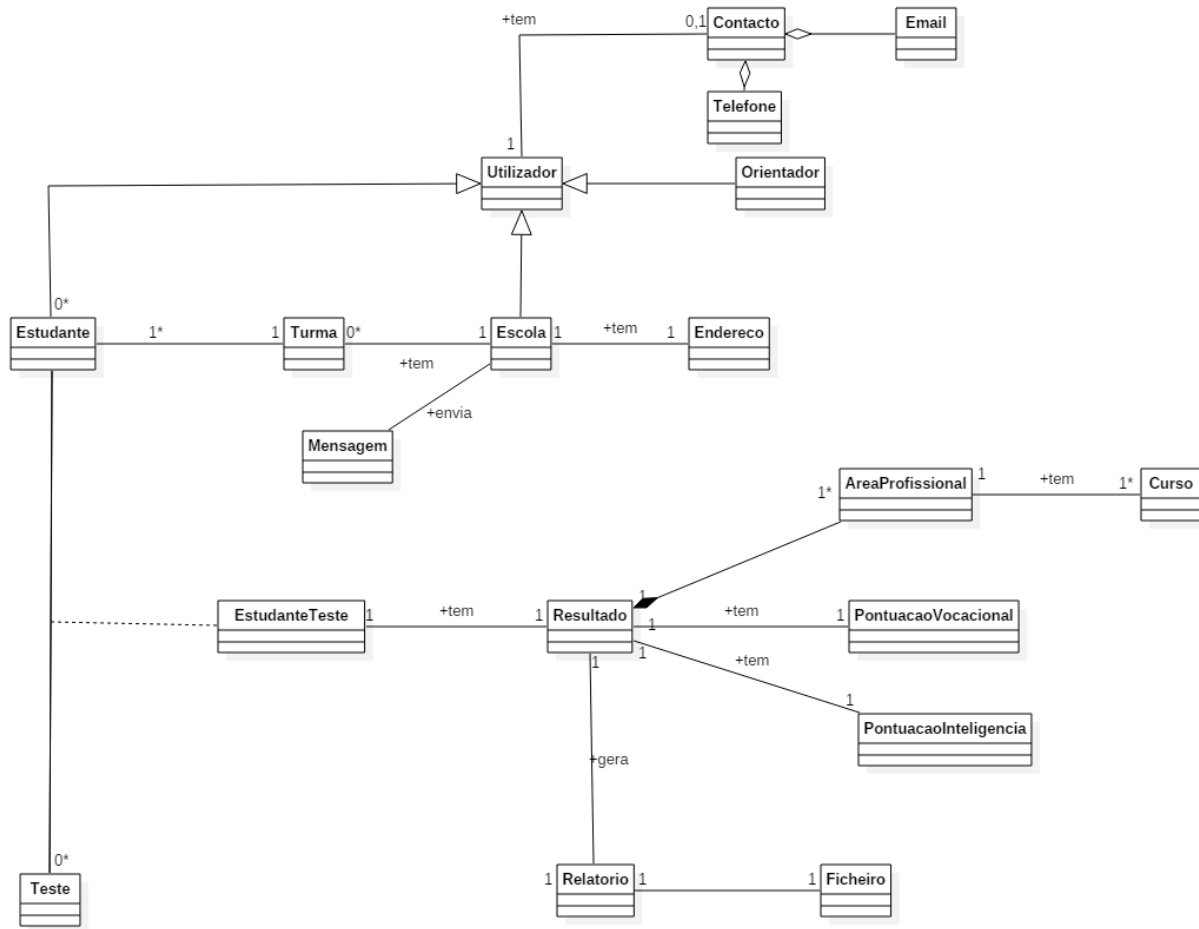 +tem
0,1
Contacto
Email
Telefone
1
Utilizador
Orientador
0*
Estudante
1*
1
Turma
0*
1
Escola
1
+tem
1
Endereco
+tem
+envia
Mensagem
AreaProfissional
1
+tem
1*
Curso
1*
1
EstudanteTeste
1
+tem
1
Resultado
1
+tem
1
PontuacaoVocacional
1
+tem
1
PontuacaoInteligencia
1
+gera
0*
Teste
1
Relatorio
1
1
Ficheiro